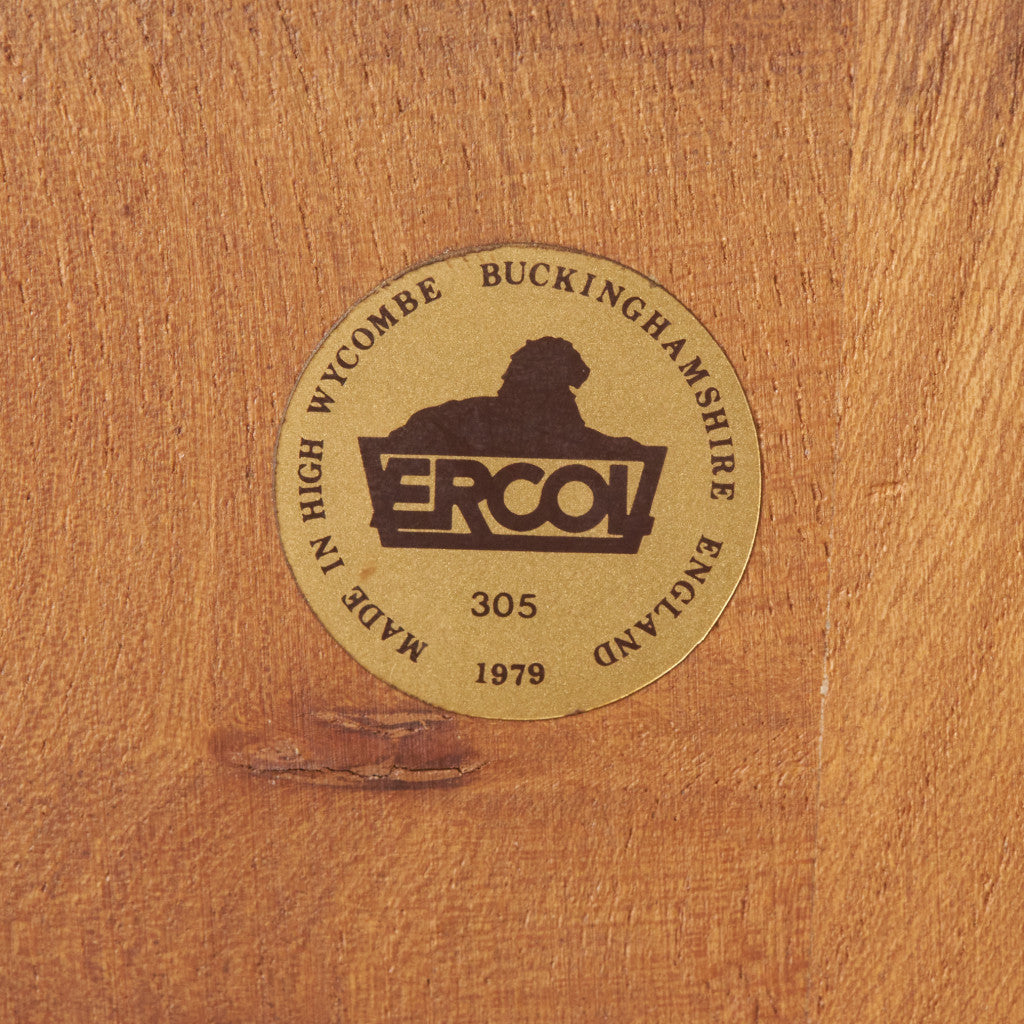 MADE IN HIGH WYCOMBE BUCKINGHAMSHIRE ENGLAND
ERCOL
305
1979